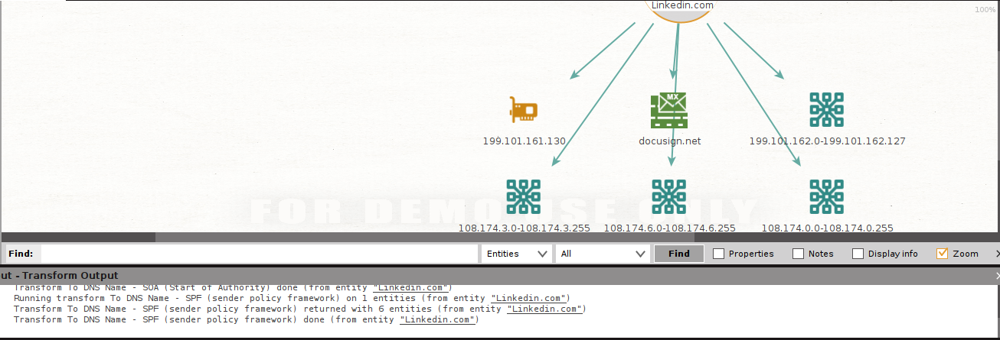 Linkedin.com
100%
199.101.161.130
docusign.net
199.101.162.0-199.101.162.127
MX
FOR DEMO USE ONLY
108.174.3.0-108.174.3.255
108.174.6.0-108.174.6.255
108.174.0.0-108.174.0.255
Find:
Entities
All
Find
Properties
Notes
Display info
Zoom
ut - Transform Output
Transform To DNS Name - SOA (Start of Authority) done (from entity "Linkedin.com")
Running transform To DNS Name - SPF (sender policy framework) on 1 entities (from entity "Linkedin.com")
Transform To DNS Name - SPF (sender policy framework) returned with 6 entities (from entity "Linkedin.com")
Transform To DNS Name - SPF (sender policy framework) done (from entity "Linkedin.com")